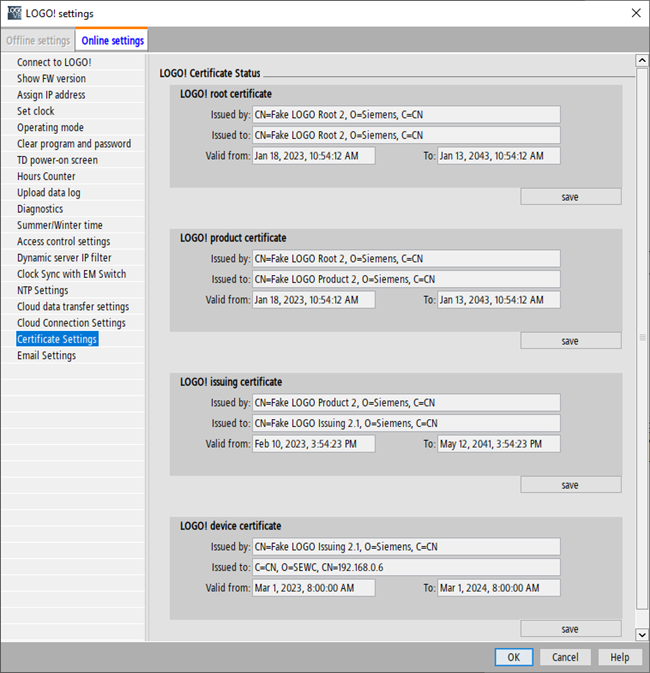 LOGO! settings
Offline settings
Online settings
Connect to LOGO!
Show FW version
Assign IP address
Set clock
Operating mode
Clear program and password
TD power-on screen
Hours Counter
Upload data log
Diagnostics
Summer/Winter time
Access control settings
Dynamic server IP filter
Clock Sync with EM Switch
NTP Settings
Cloud data transfer settings
Cloud Connection Settings
Certificate Settings
Email Settings
LOGO! Certificate Status
LOGO! root certificate
Issued by: CN=Fake LOGO Root 2, O=Siemens, C=CN
Issued to: CN=Fake LOGO Root 2, O=Siemens, C=CN
Valid from: Jan 18, 2023, 10:54:12 AM To: Jan 13, 2043, 10:54:12 AM
save
LOGO! product certificate
Issued by: CN=Fake LOGO Root 2, O=Siemens, C=CN
Issued to: CN=Fake LOGO Product 2, O=Siemens, C=CN
Valid from: Jan 18, 2023, 10:54:12 AM To: Jan 13, 2043, 10:54:12 AM
save
LOGO! issuing certificate
Issued by: CN=Fake LOGO Product 2, O=Siemens, C=CN
Issued to: CN=Fake LOGO Issuing 2.1, O=Siemens, C=CN
Valid from: Feb 10, 2023, 3:54:23 PM To: May 12, 2041, 3:54:23 PM
save
LOGO! device certificate
Issued by: CN=Fake LOGO Issuing 2.1, O=Siemens, C=CN
Issued to: C=CN, O=SEWC, CN=192.168.0.6
Valid from: Mar 1, 2023, 8:00:00 AM To: Mar 1, 2024, 8:00:00 AM
save
OK
Cancel
Help